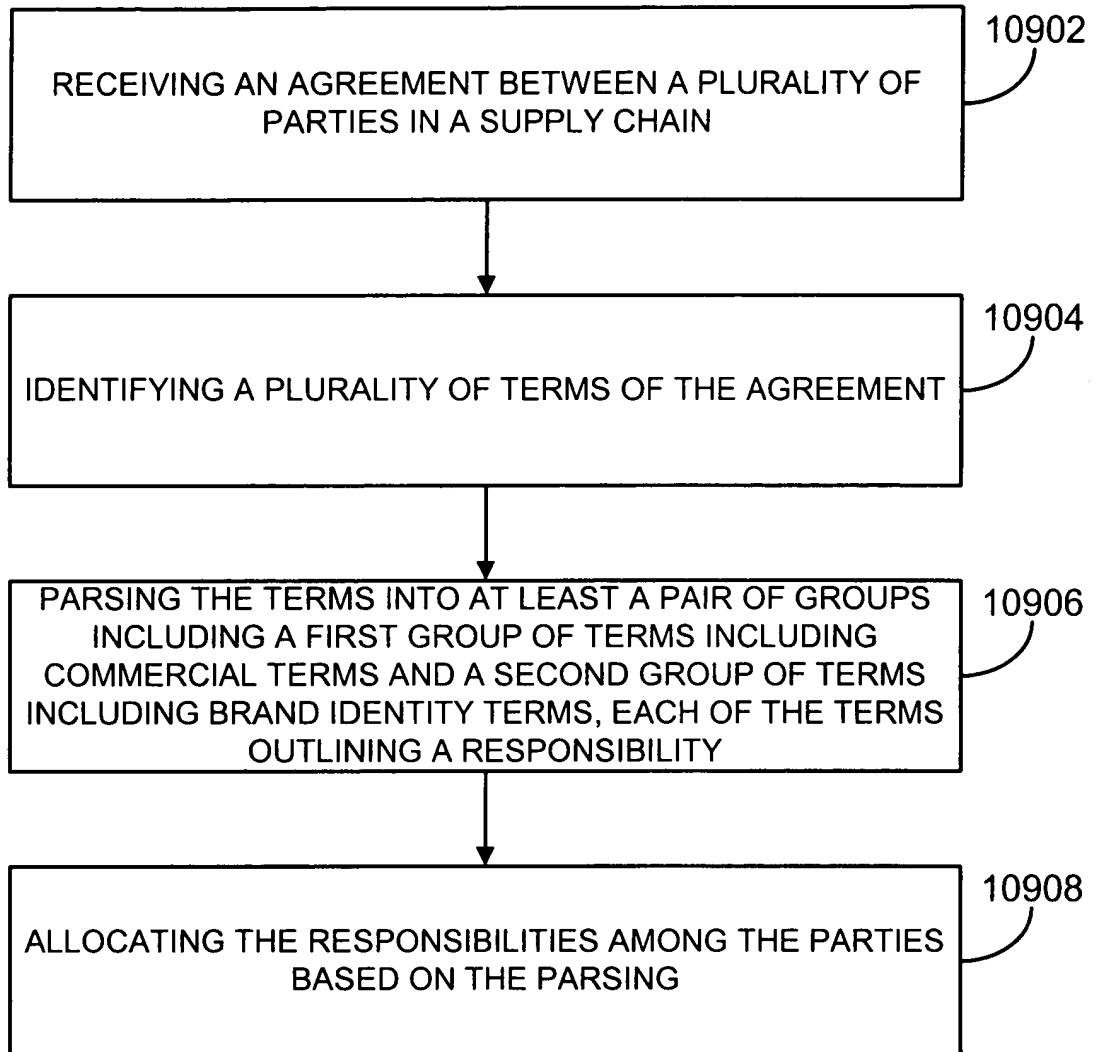 10902
RECEIVING AN AGREEMENT BETWEEN A PLURALITY OF
PARTIES IN A SUPPLY CHAIN
10904
IDENTIFYING A PLURALITY OF TERMS OF THE AGREEMENT
10906
PARSING THE TERMS INTO AT LEAST A PAIR OF GROUPS
INCLUDING A FIRST GROUP OF TERMS INCLUDING
COMMERCIAL TERMS AND A SECOND GROUP OF TERMS
INCLUDING BRAND IDENTITY TERMS, EACH OF THE TERMS
OUTLINING A RESPONSIBILITY
10908
ALLOCATING THE RESPONSIBILITIES AMONG THE PARTIES
BASED ON THE PARSING